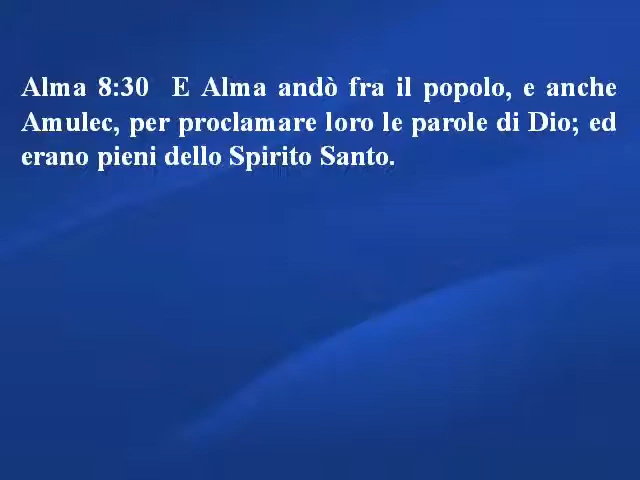 Alma 8:30 E Alma andò fra il popolo, e anche
Amulec, per proclamare loro le parole di Dio; ed
erano pieni dello Spirito Santo.